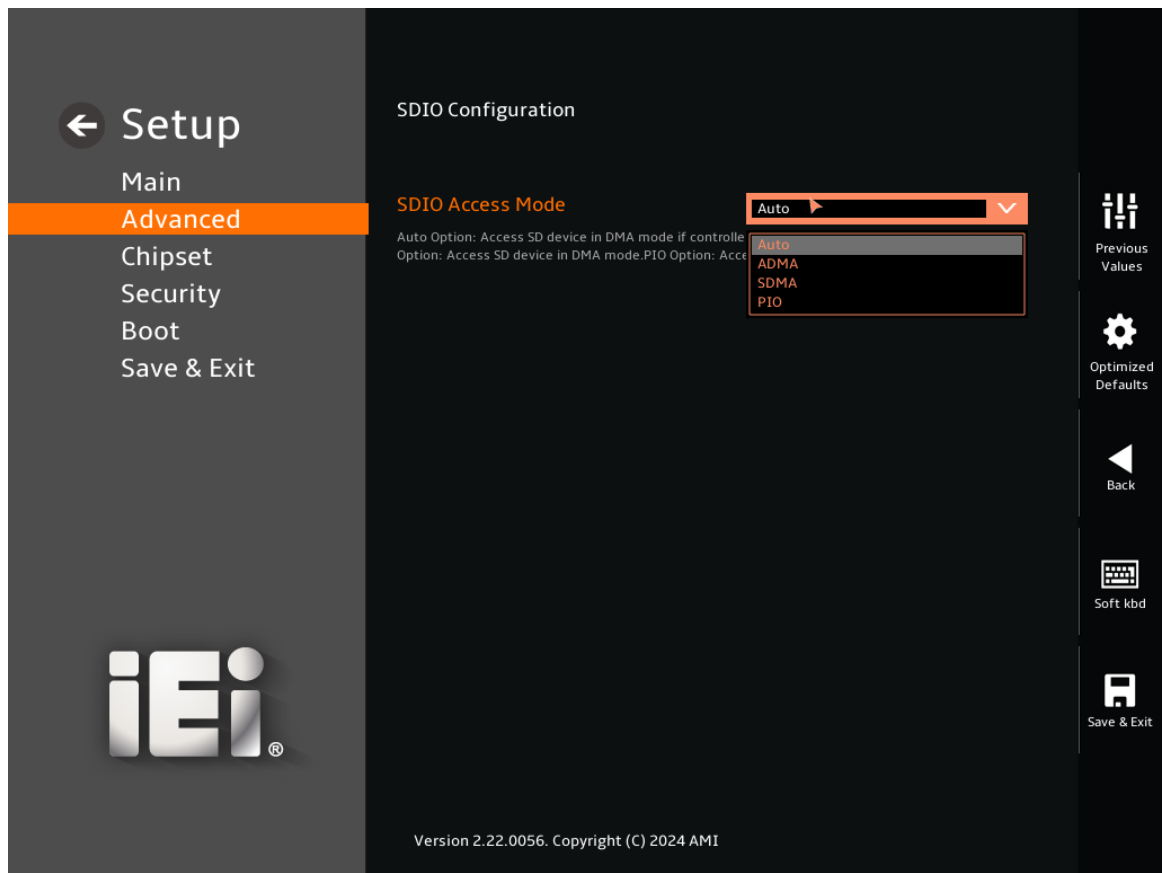 Setup
Main
Advanced
Chipset
Security
Boot
Save & Exit
iEi®
SDIO Configuration
SDIO Access Mode
Auto
Auto Option: Access SD device in DMA mode if
Option: Access SD device in DMA mode.PIO Option:
Auto
ADMA
SDMA
PIO
Previous
Values
Optimized
Defaults
Back
Soft kbd
Save & Exit
Version 2.22.0056. Copyright (C) 2024 AMI